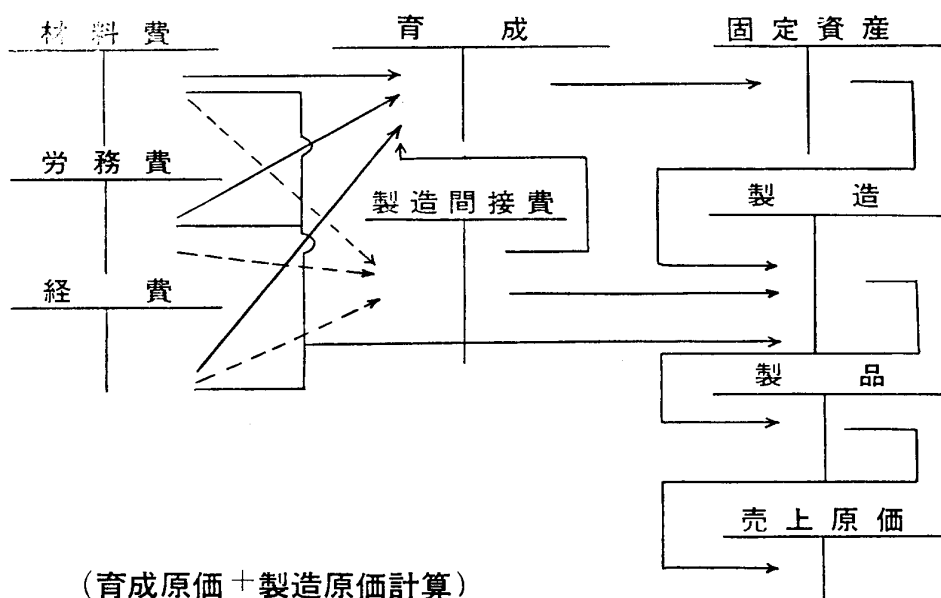 材料費
育成
固定資産
労務費
製造間接費
製造
経費
製品
売上原価
(育成原価+製造原価計算)